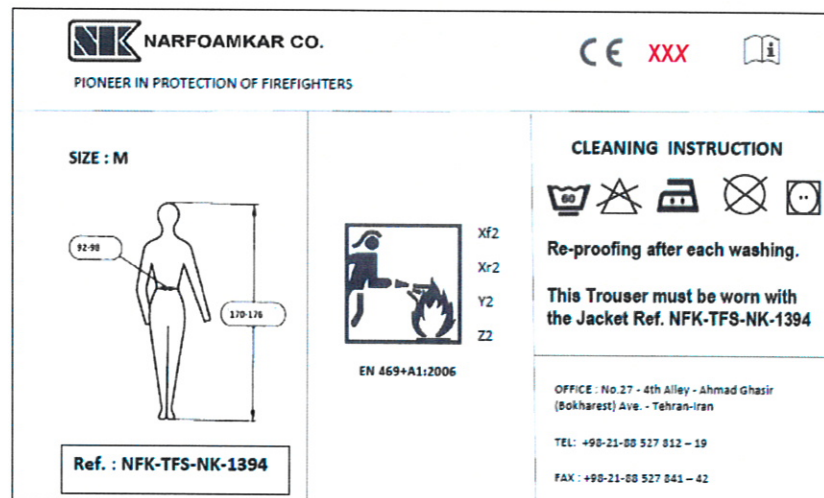 NK NARFOAMKAR CO.
PIONEER IN PROTECTION OF FIREFIGHTERS
CE XXX
i
SIZE : M
92-98
170-176
Ref. : NFK-TFS-NK-1394
Xf2
Xr2
Y2
Z2
EN 469+A1:2006
CLEANING INSTRUCTION
60
Re-proofing after each washing.
This Trouser must be worn with
the Jacket Ref. NFK-TFS-NK-1394
OFFICE : No.27 - 4th Alley - Ahmad Ghasir
(Bokharest) Ave. - Tehran-Iran
TEL: +98-21-88 527 812 – 19
FAX : +98-21-88 527 841 – 42